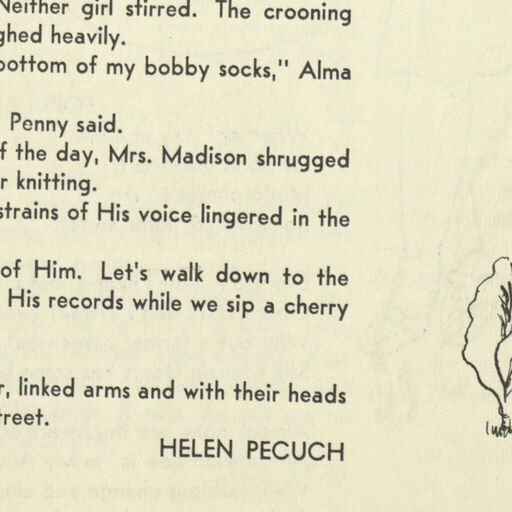 Neither girl stirred. The crooning
ghed heavily.
bottom of my bobby socks," Alma
Penny said.
f the day, Mrs. Madison shrugged
r knitting.
strains of His voice lingered in the
of Him. Let's walk down to the
His records while we sip a cherry
r, linked arms and with their heads
treet.
HELEN PECUCH